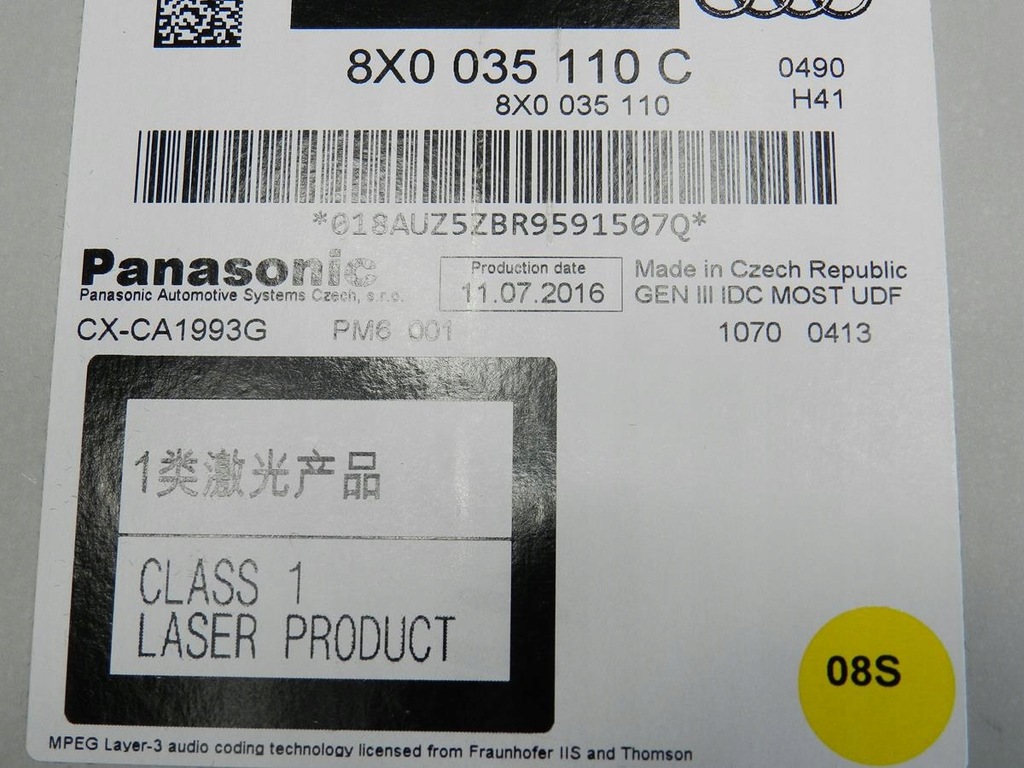 8X0 035 110 C
0490
8X0 035 110
H41
*018AUZ5ZBR9591507Q*
Panasonic
Panasonic Automotive Systems Czech, s.r.o.
Production date
11.07.2016
Made in Czech Republic
GEN III IDC MOST UDF
CX-CA1993G
PM6 001
1070 0413
1类激光产品
CLASS 1
LASER PRODUCT
08S
MPEG Layer-3 audio coding technology licensed from Fraunhofer IIS and Thomson